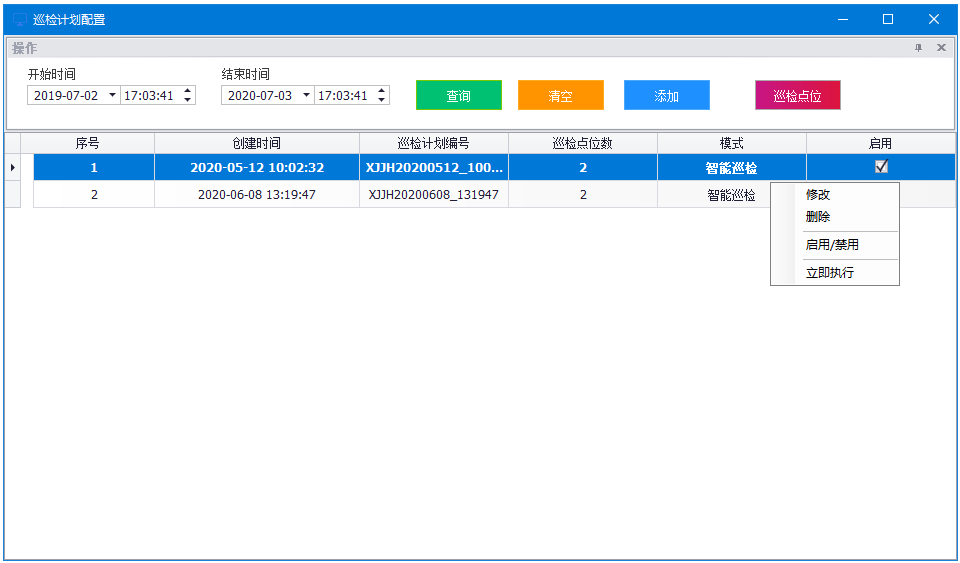 巡检计划配置
操作
开始时间 结束时间
2019-07-02 17:03:41 2020-07-03 17:03:41 查询 清空 添加 巡检点位
序号 创建时间 巡检计划编号 巡检点位数 模式 启用
1 2020-05-12 10:02:32 XJJH20200512_100... 2 智能巡检
2 2020-06-08 13:19:47 XJJH20200608_131947 2 智能巡检
修改
删除
启用/禁用
立即执行